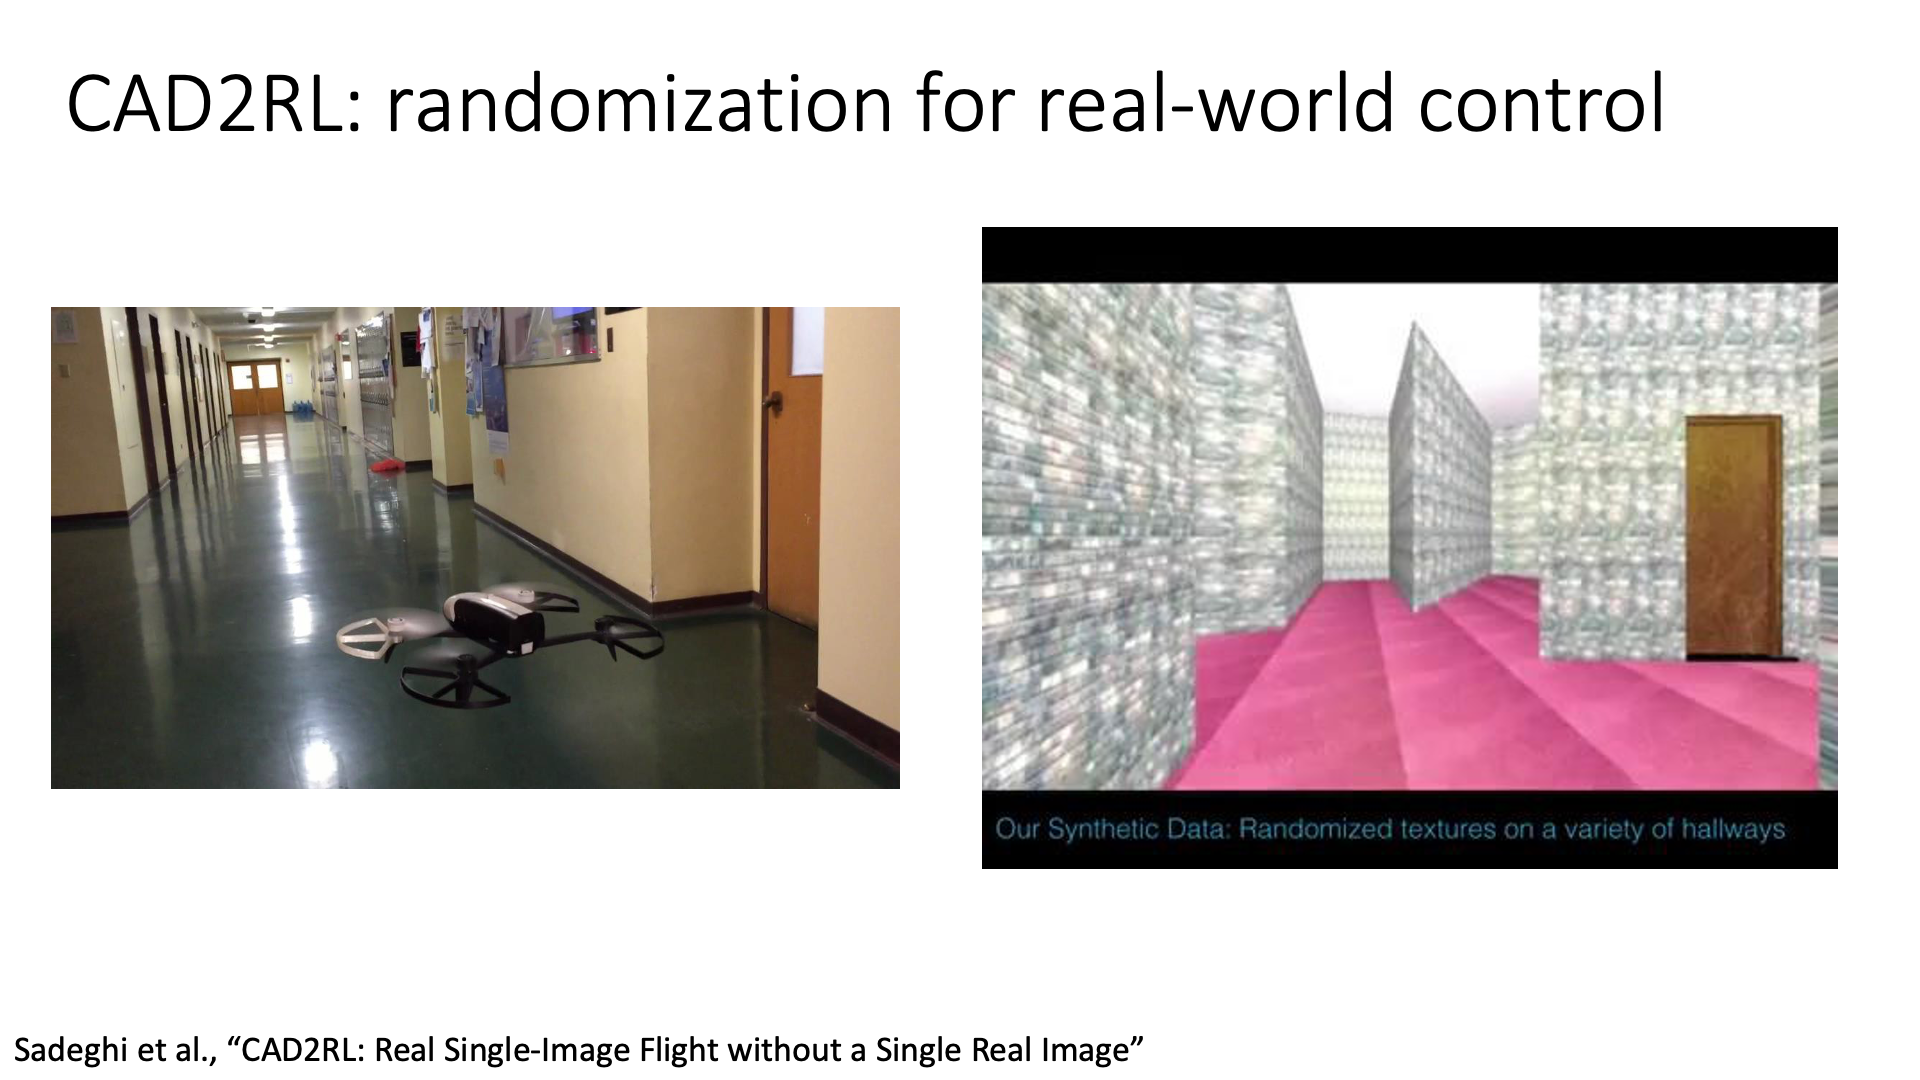 CAD2RL: randomization for real-world control
Our Synthetic Data: Randomized textures on a variety of hallways
Sadeghi et al., “CAD2RL: Real Single-Image Flight without a Single Real Image”